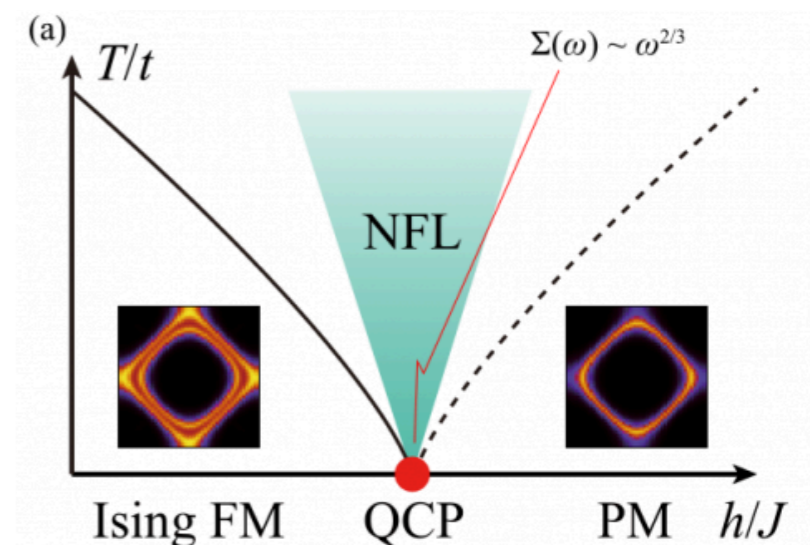 (a)
T/t
Σ(ω) ~ ω^{2/3}
NFL
Ising FM
QCP
PM
h/J